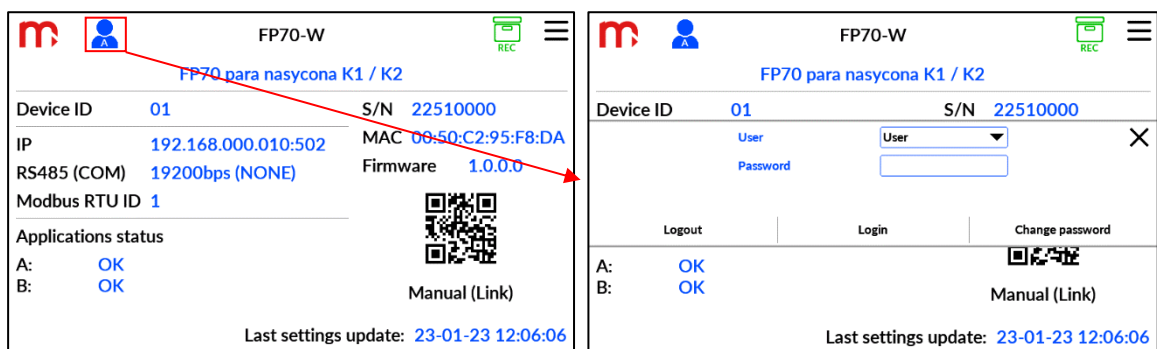 m
A
FP70-W
REC
FP70 para nasycona K1 / K2
Device ID 01 S/N 22510000
IP 192.168.000.010:502 MAC 00:50:C2:95:F8:DA
RS485 (COM) 19200bps (NONE) Firmware 1.0.0.0
Modbus RTU ID 1
Applications status
A: OK
B: OK
Manual (Link)
Last settings update: 23-01-23 12:06:06
m
A
FP70-W
REC
FP70 para nasycona K1 / K2
Device ID 01 S/N 22510000
User User
Password
Logout Login Change password
A: OK
B: OK
Manual (Link)
Last settings update: 23-01-23 12:06:06